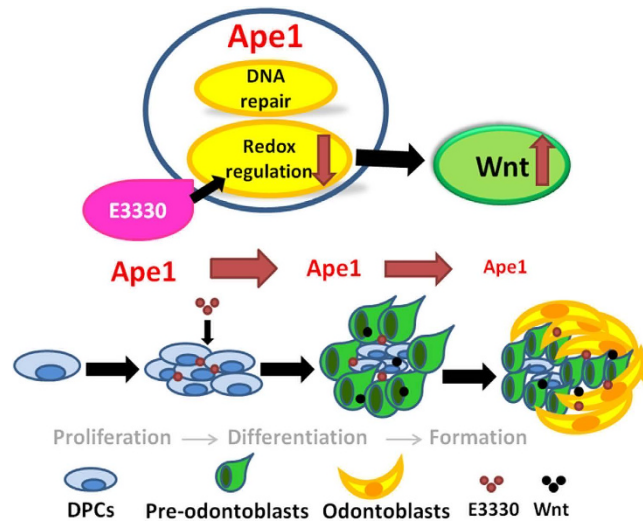 Ape1
DNA
repair
Redox
regulation
Wnt
E3330
Ape1 Ape1 Ape1
Proliferation → Differentiation → Formation
DPCs Pre-odontoblasts Odontoblasts E3330 Wnt